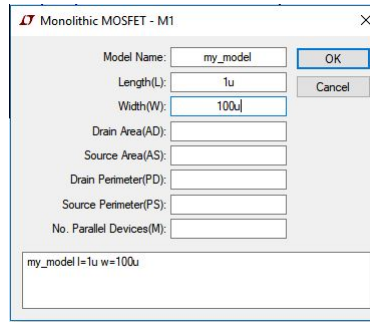 Monolithic MOSFET - M1
Model Name: my_model
OK
Length(L): 1u
Cancel
Width(W): 100u
Drain Area(AD):
Source Area(AS):
Drain Perimeter(PD):
Source Perimeter(PS):
No. Parallel Devices(M):
my_model l=1u w=100u